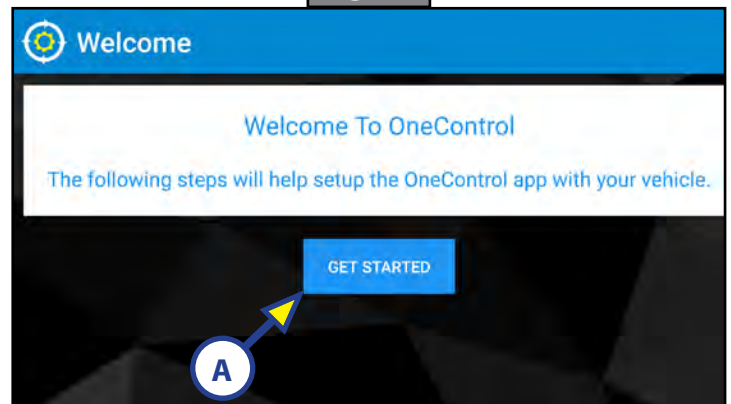 Welcome
Welcome To OneControl
The following steps will help setup the OneControl app with your vehicle.
GET STARTED
A